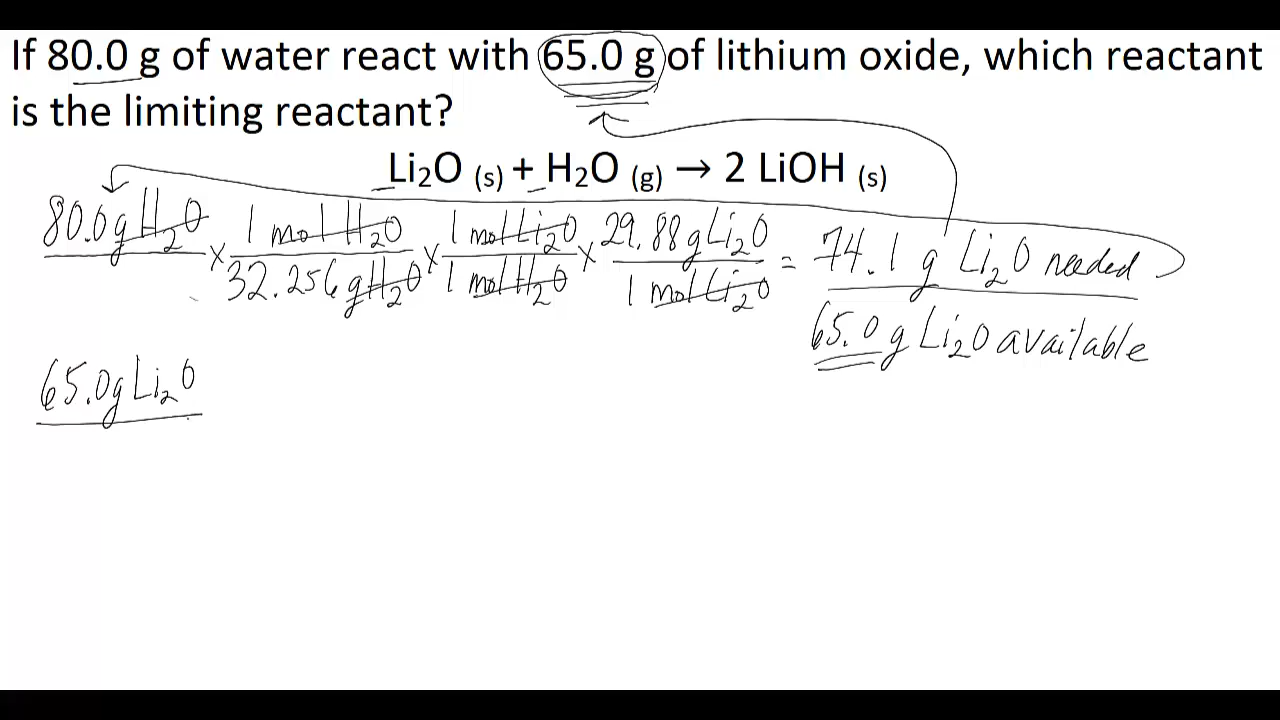 If 80.0 g of water react with 65.0 g of lithium oxide, which reactant
is the limiting reactant?
Li₂O (s) + H₂O (g) → 2 LiOH (s)
80.0g H₂O × 1 mol H₂O / 32.256 g H₂O × 1 mol Li₂O / 1 mol H₂O × 29.88 g Li₂O / 1 mol Li₂O = 74.1 g Li₂O needed
65.0 g Li₂O available
65.0g Li₂O